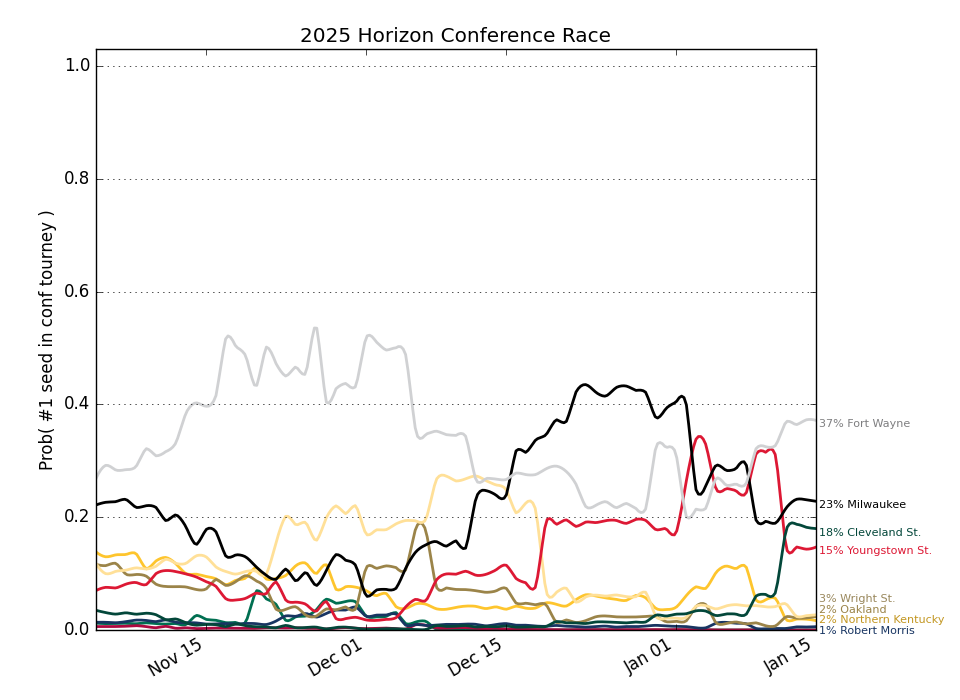 2025 Horizon Conference Race
Prob( #1 seed in conf tourney )
1.0
0.8
0.6
0.4
0.2
0.0
Nov 15
Dec 01
Dec 15
Jan 01
Jan 15
37% Fort Wayne
23% Milwaukee
18% Cleveland St.
15% Youngstown St.
3% Wright St.
2% Oakland
2% Northern Kentucky
1% Robert Morris